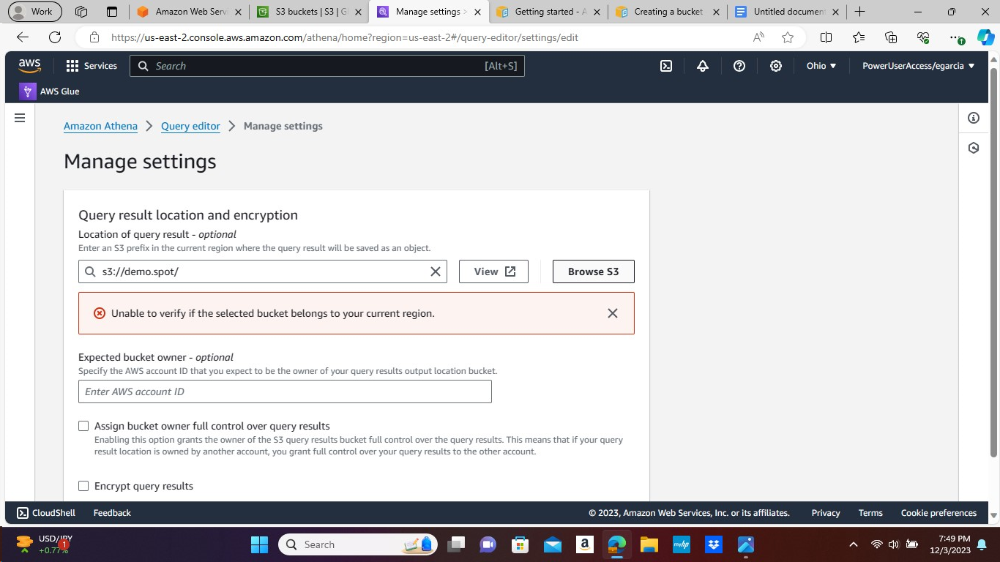 Work
Amazon Web Servi
S3 buckets | S3 | Gl
Manage settings >
Getting started - A
Creating a bucket
Untitled document
https://us-east-2.console.aws.amazon.com/athena/home?region=us-east-2#/query-editor/settings/edit
aws
Services
Search
[Alt+S]
Ohio ▼
PowerUserAccess/egarcia ▼
AWS Glue
Amazon Athena > Query editor > Manage settings
Manage settings
Query result location and encryption
Location of query result - optional
Enter an S3 prefix in the current region where the query result will be saved as an object.
s3://demo.spot/
View
Browse S3
Unable to verify if the selected bucket belongs to your current region.
Expected bucket owner - optional
Specify the AWS account ID that you expect to be the owner of your query results output location bucket.
Enter AWS account ID
Assign bucket owner full control over query results
Enabling this option grants the owner of the S3 query results bucket full control over the query results. This means that if your query
result location is owned by another account, you grant full control over your query results to the other account.
Encrypt query results
CloudShell
Feedback
© 2023, Amazon Web Services, Inc. or its affiliates.
Privacy
Terms
Cookie preferences
USD/JPY
+0.77%
1
Search
a
myhp
7:49 PM
12/3/2023